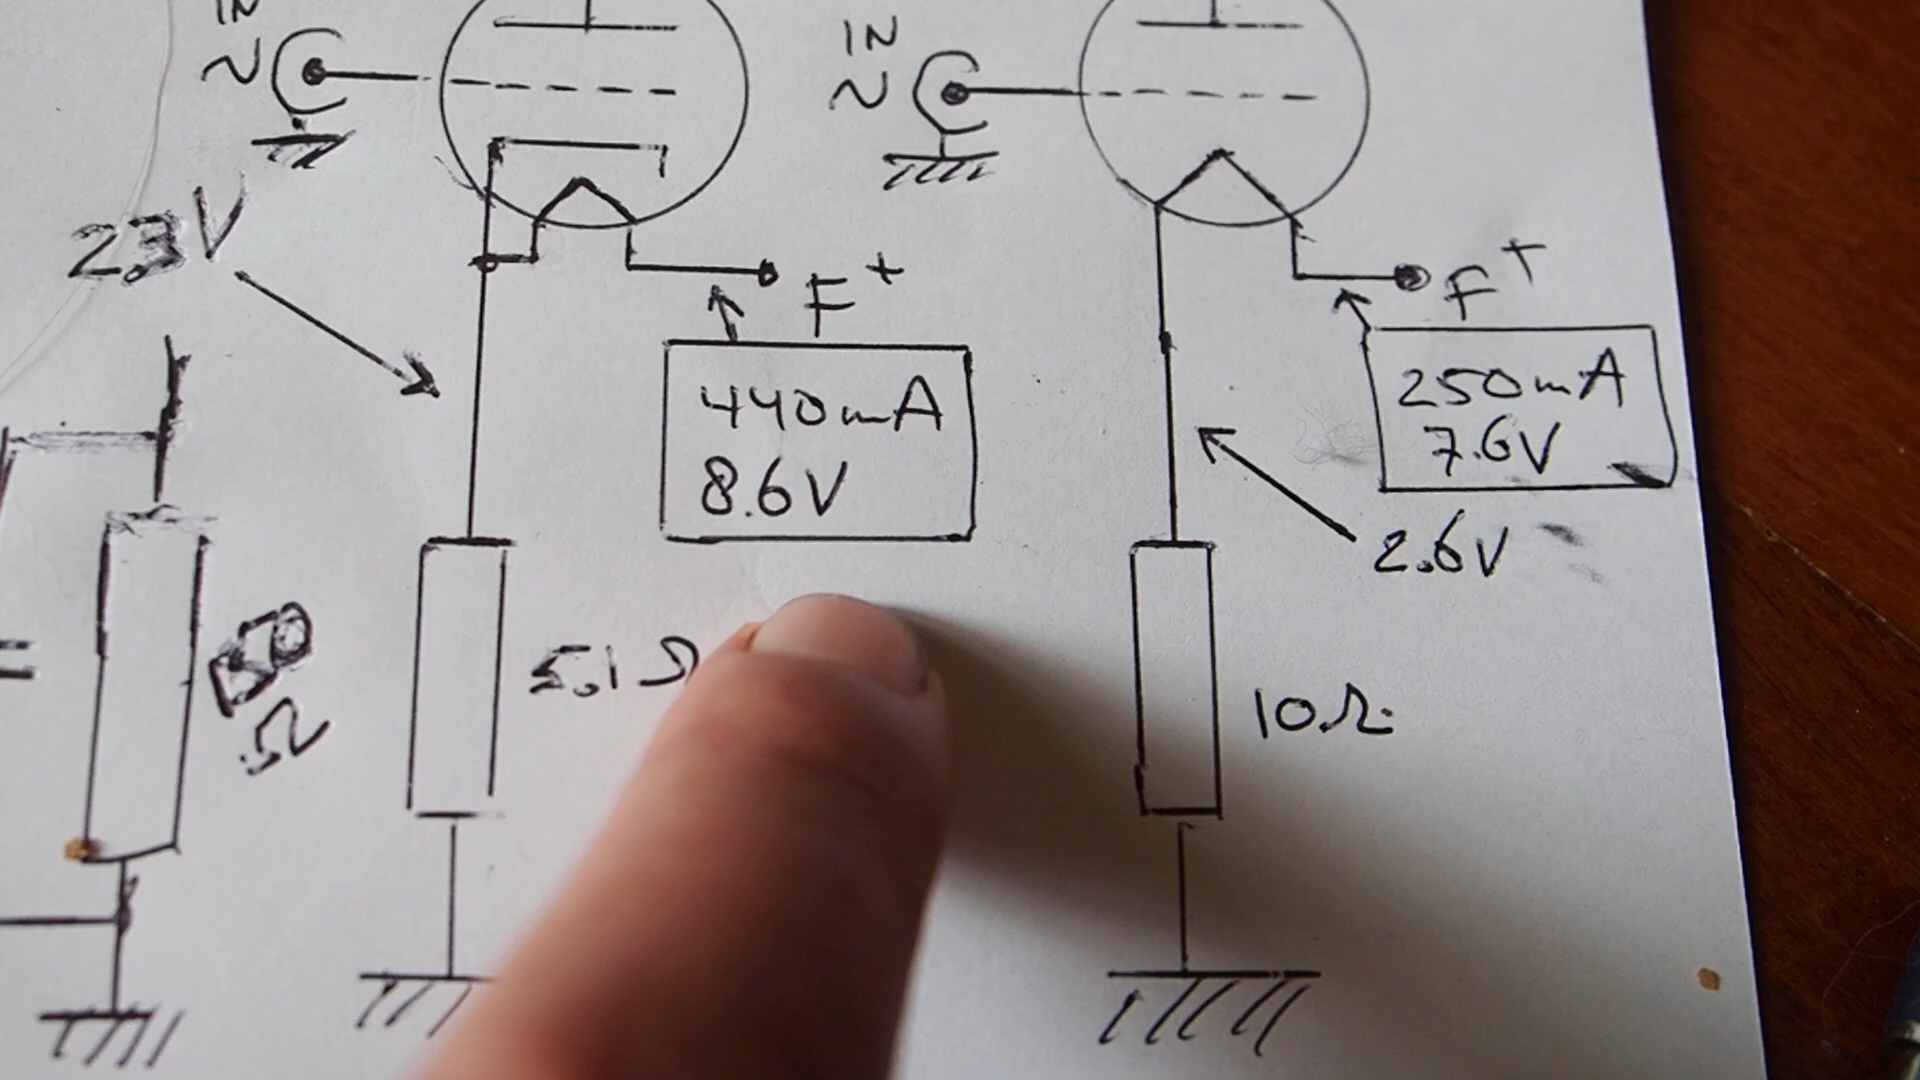 IN
~
IN
~
23V
F+
F+
440mA
8.6V
250mA
7.6V
2.6V
5.1Ω
10Ω
Ω